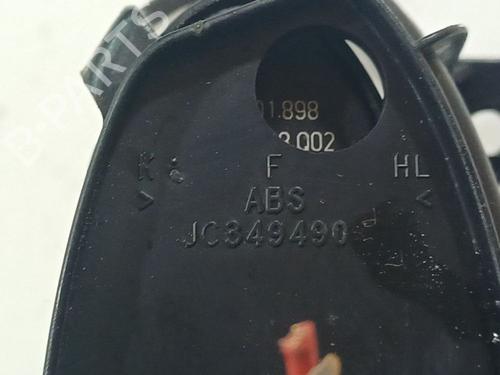 B-PARTS
01.898
3.002
K F HL
> ABS <
JC349490